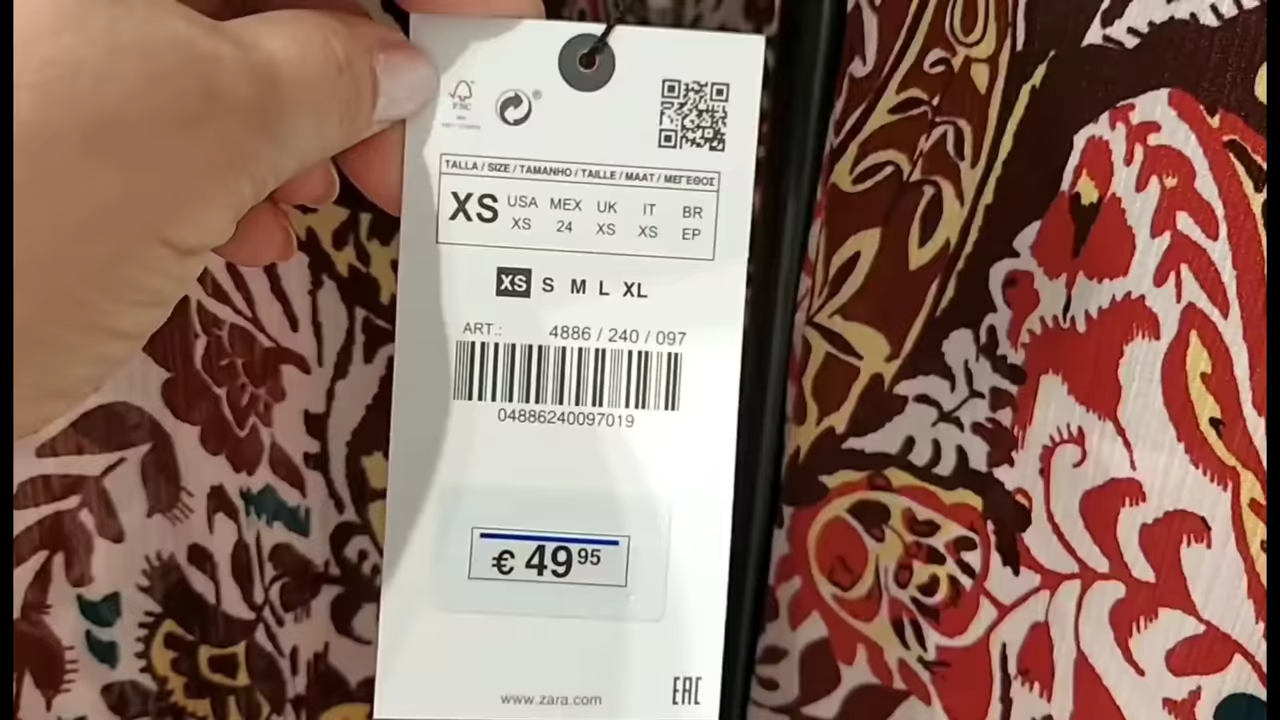 FSC
®
TALLA / SIZE / TAMANHO / TAILLE / MAAT / ΜΕΓΕΘΟΣ
XS USA MEX UK IT BR
XS 24 XS XS EP
XS S M L XL
ART.: 4886 / 240 / 097
04886240097019
€ 49 95
www.zara.com
EAC